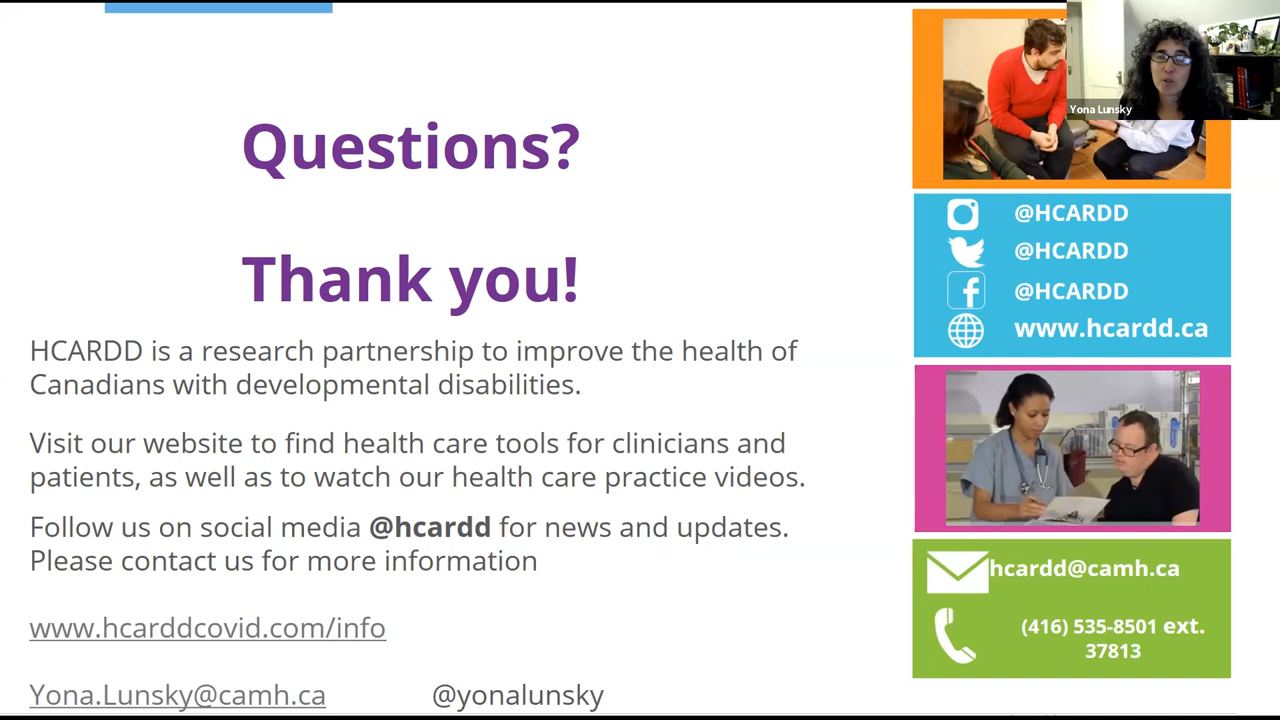 Questions?
Thank you!
HCARDD is a research partnership to improve the health of
Canadians with developmental disabilities.
Visit our website to find health care tools for clinicians and
patients, as well as to watch our health care practice videos.
Follow us on social media @hcardd for news and updates.
Please contact us for more information
www.hcarddcovid.com/info
Yona.Lunsky@camh.ca @yonalunsky
Yona Lunsky
@HCARDD
@HCARDD
@HCARDD
www.hcardd.ca
hcardd@camh.ca
(416) 535-8501 ext.
37813